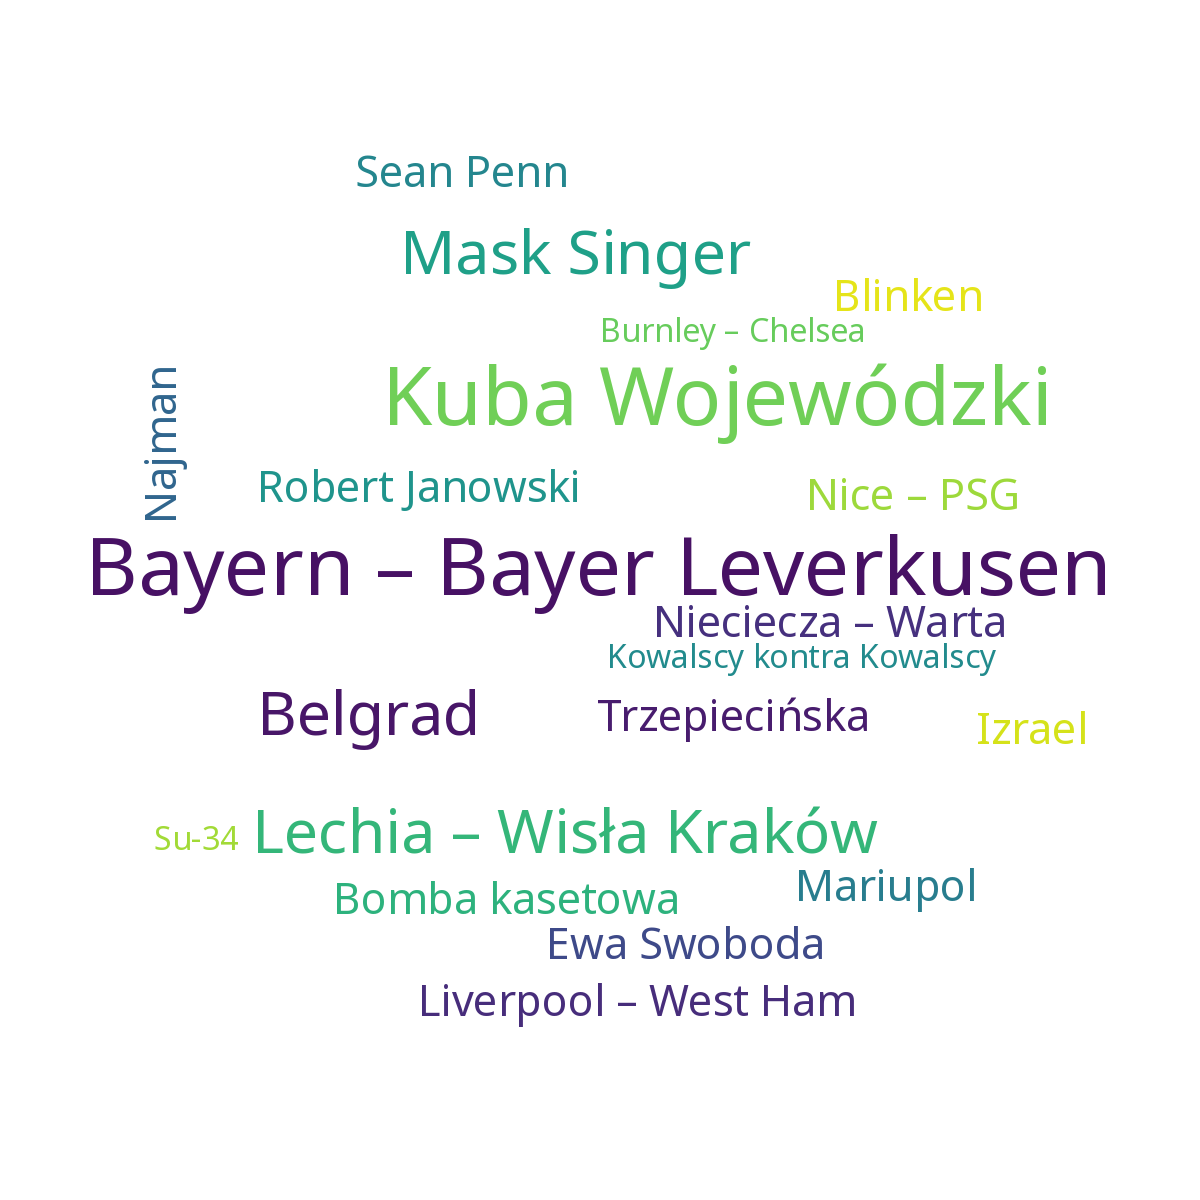 Sean Penn
Mask Singer
Blinken
Burnley – Chelsea
Kuba Wojewódzki
Najman
Robert Janowski
Nice – PSG
Bayern – Bayer Leverkusen
Nieciecza – Warta
Kowalscy kontra Kowalscy
Belgrad
Trzepiecińska
Izrael
Su-34
Lechia – Wisła Kraków
Mariupol
Bomba kasetowa
Ewa Swoboda
Liverpool – West Ham